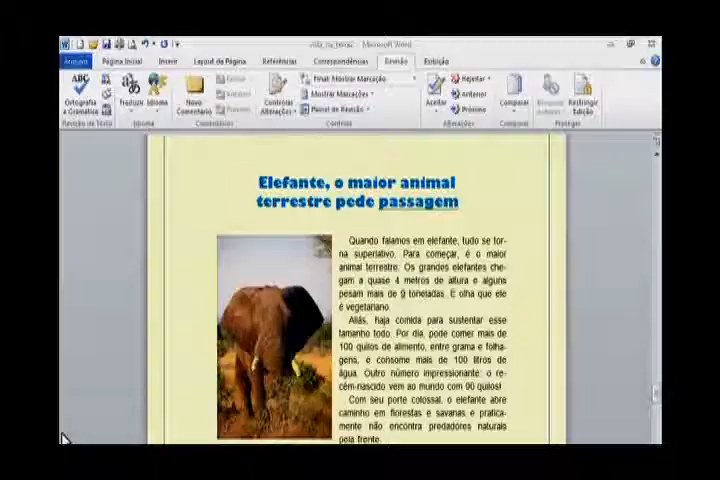 vida_na_terra2 - Microsoft Word
Arquivo Página Inicial Inserir Layout da Página Referências Correspondências Revisão Exibição
ABC
Ortografia e Gramática
Traduzir Idioma
Novo Comentário
Excluir
Anterior
Próximo
Controlar Alterações
Final: Mostrar Marcação
Mostrar Marcações
Painel de Revisão
Aceitar
Rejeitar
Anterior
Próximo
Comparar
Bloquear Autores
Restringir Edição
Revisão de Texto Idioma Comentários Controle Alterações Comparar Proteger
Elefante, o maior animal
terrestre pede passagem
Quando falamos em elefante, tudo se tor-
na superlativo. Para começar, é o maior
animal terrestre. Os grandes elefantes che-
gam a quase 4 metros de altura e alguns
pesam mais de 9 toneladas. E olha que ele
é vegetariano.
Aliás, haja comida para sustentar esse
tamanho todo. Por dia, pode comer mais de
100 quilos de alimento, entre grama e folha-
gens, e consome mais de 100 litros de
água. Outro número impressionante: o re-
cém-nascido vem ao mundo com 90 quilos!
Com seu porte colossal, o elefante abre
caminho em florestas e savanas e pratica-
mente não encontra predadores naturais
pela frente.